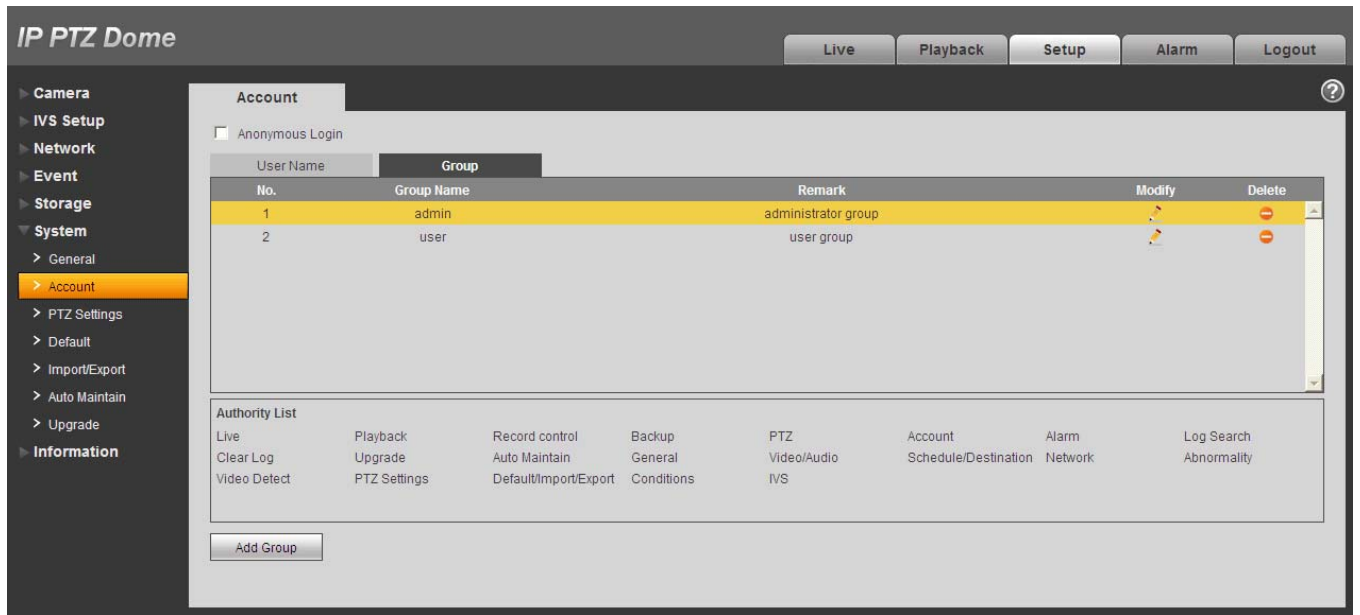 IP PTZ Dome
Live Playback Setup Alarm Logout
Camera
IVS Setup
Network
Event
Storage
System
> General
> Account
> PTZ Settings
> Default
> Import/Export
> Auto Maintain
> Upgrade
Information
Account
?
Anonymous Login
User Name Group
No. Group Name Remark Modify Delete
1 admin administrator group
2 user user group
Authority List
Live Playback Record control Backup PTZ Account Alarm Log Search
Clear Log Upgrade Auto Maintain General Video/Audio Schedule/Destination Network Abnormality
Video Detect PTZ Settings Default/Import/Export Conditions IVS
Add Group